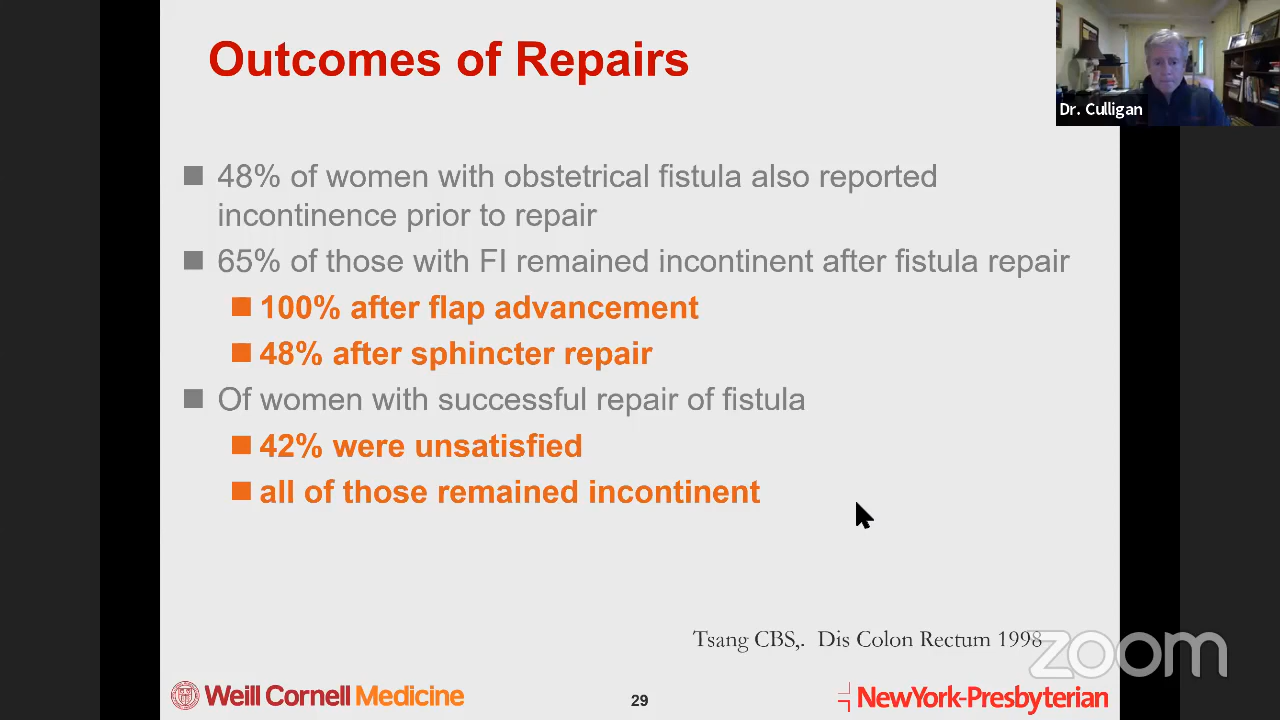 Outcomes of Repairs
Dr. Culligan
48% of women with obstetrical fistula also reported
incontinence prior to repair
65% of those with FI remained incontinent after fistula repair
100% after flap advancement
48% after sphincter repair
Of women with successful repair of fistula
42% were unsatisfied
all of those remained incontinent
Tsang CBS,. Dis Colon Rectum 1998
zoom
Weill Cornell Medicine
29
NewYork-Presbyterian